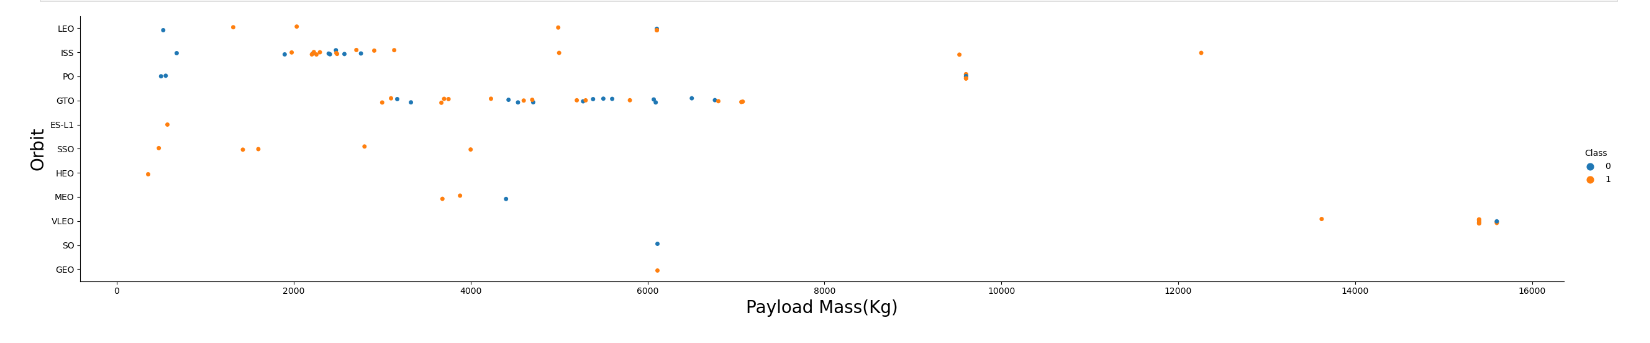 LEO
ISS
PO
GTO
ES-L1
SSO
HEO
MEO
VLEO
SO
GEO
Orbit
0 2000 4000 6000 8000 10000 12000 14000 16000
Payload Mass(Kg)
Class
0
1